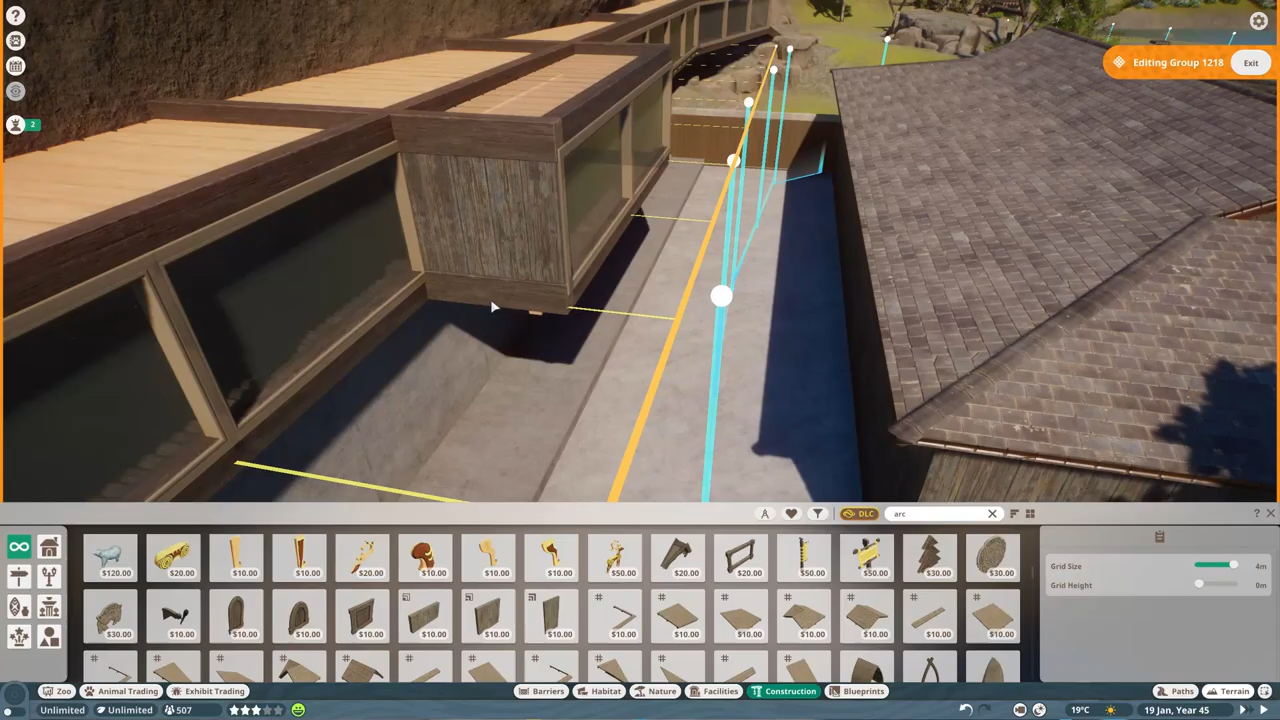 ?
Editing Group 1218 Exit
2
DLC arc ?
$120.00 $20.00 $10.00 $10.00 $20.00 $10.00 $10.00 $10.00 $50.00 $20.00 $20.00 $50.00 $50.00 $30.00 $30.00
Grid Size 4m
Grid Height 0m
$30.00 $10.00 $10.00 $10.00 $10.00 $10.00 $10.00 $10.00 $10.00 $10.00 $10.00 $10.00 $10.00 $10.00 $10.00
Zoo Animal Trading Exhibit Trading Barriers Habitat Nature Facilities Construction Blueprints Paths Terrain
Unlimited Unlimited 507 19°C 19 Jan, Year 45